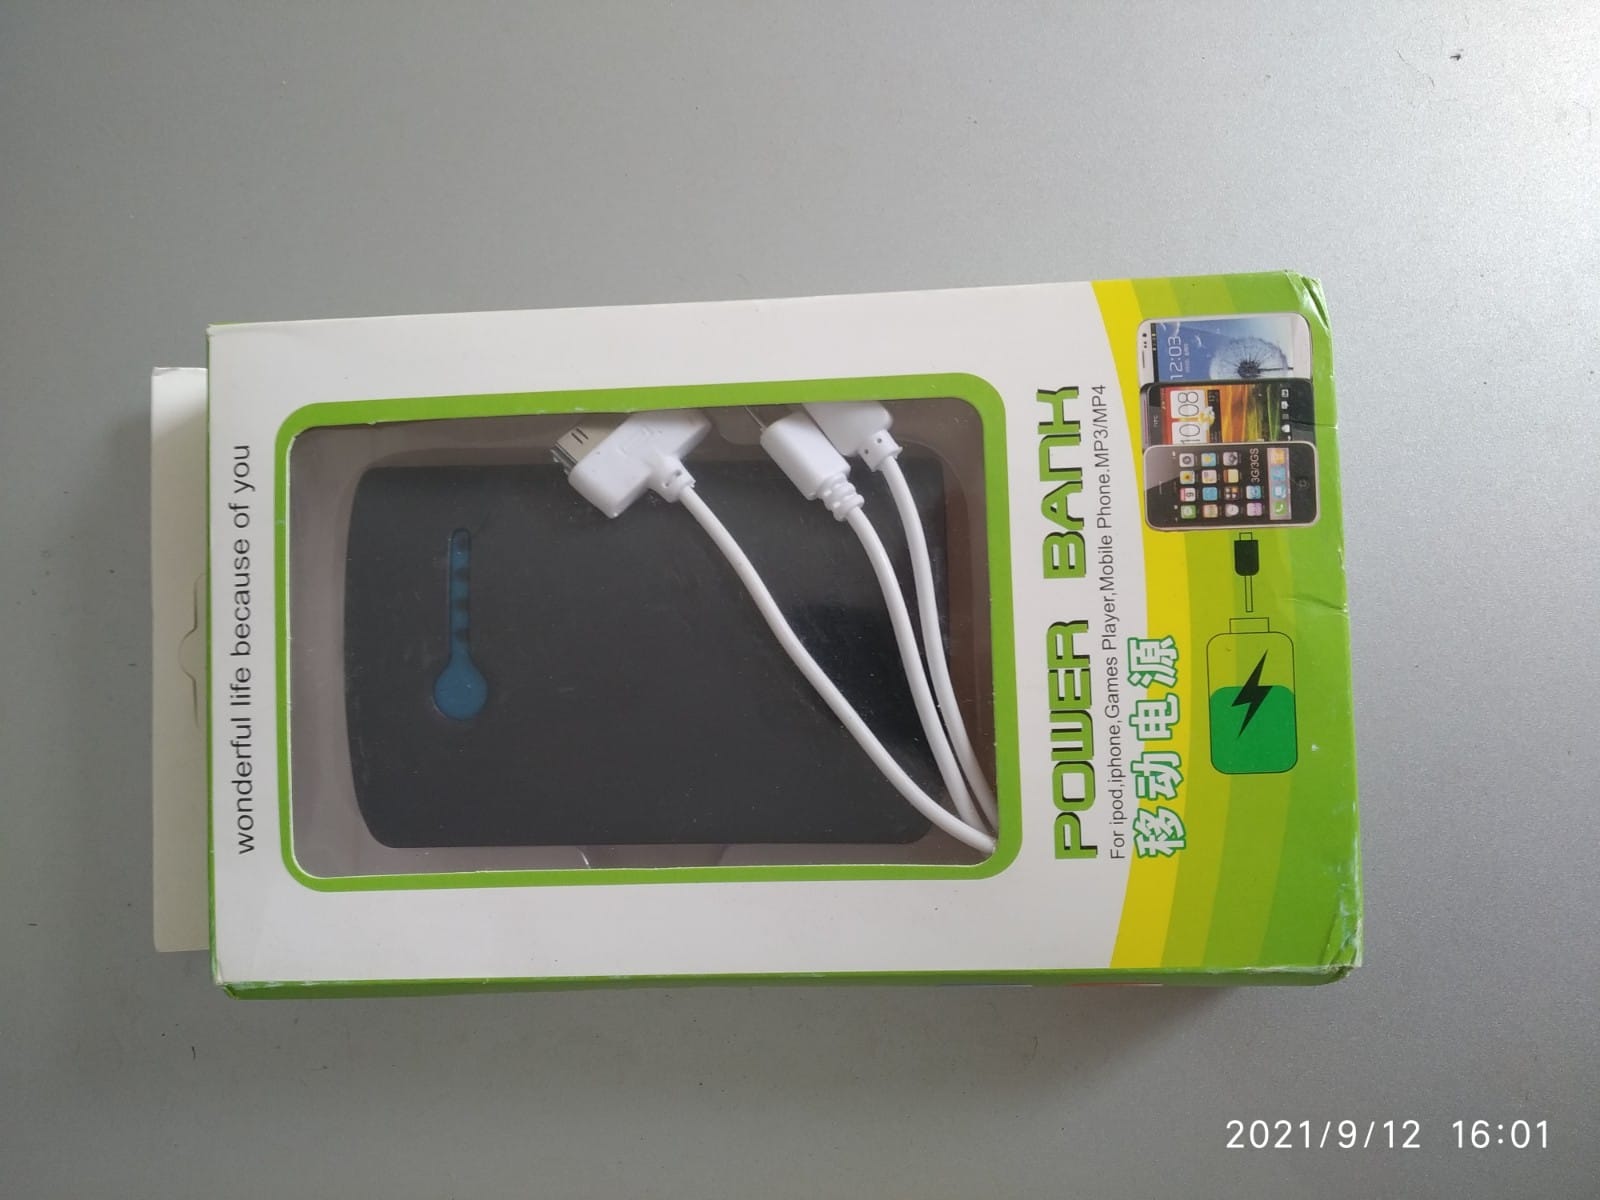 wonderful life because of you
POWER BANK
For ipod,iphone,Games Player,Mobile Phone.MP3/MP4
移动电源
3G/3GS
hTC
10:08
12:03
2021/9/12 16:01